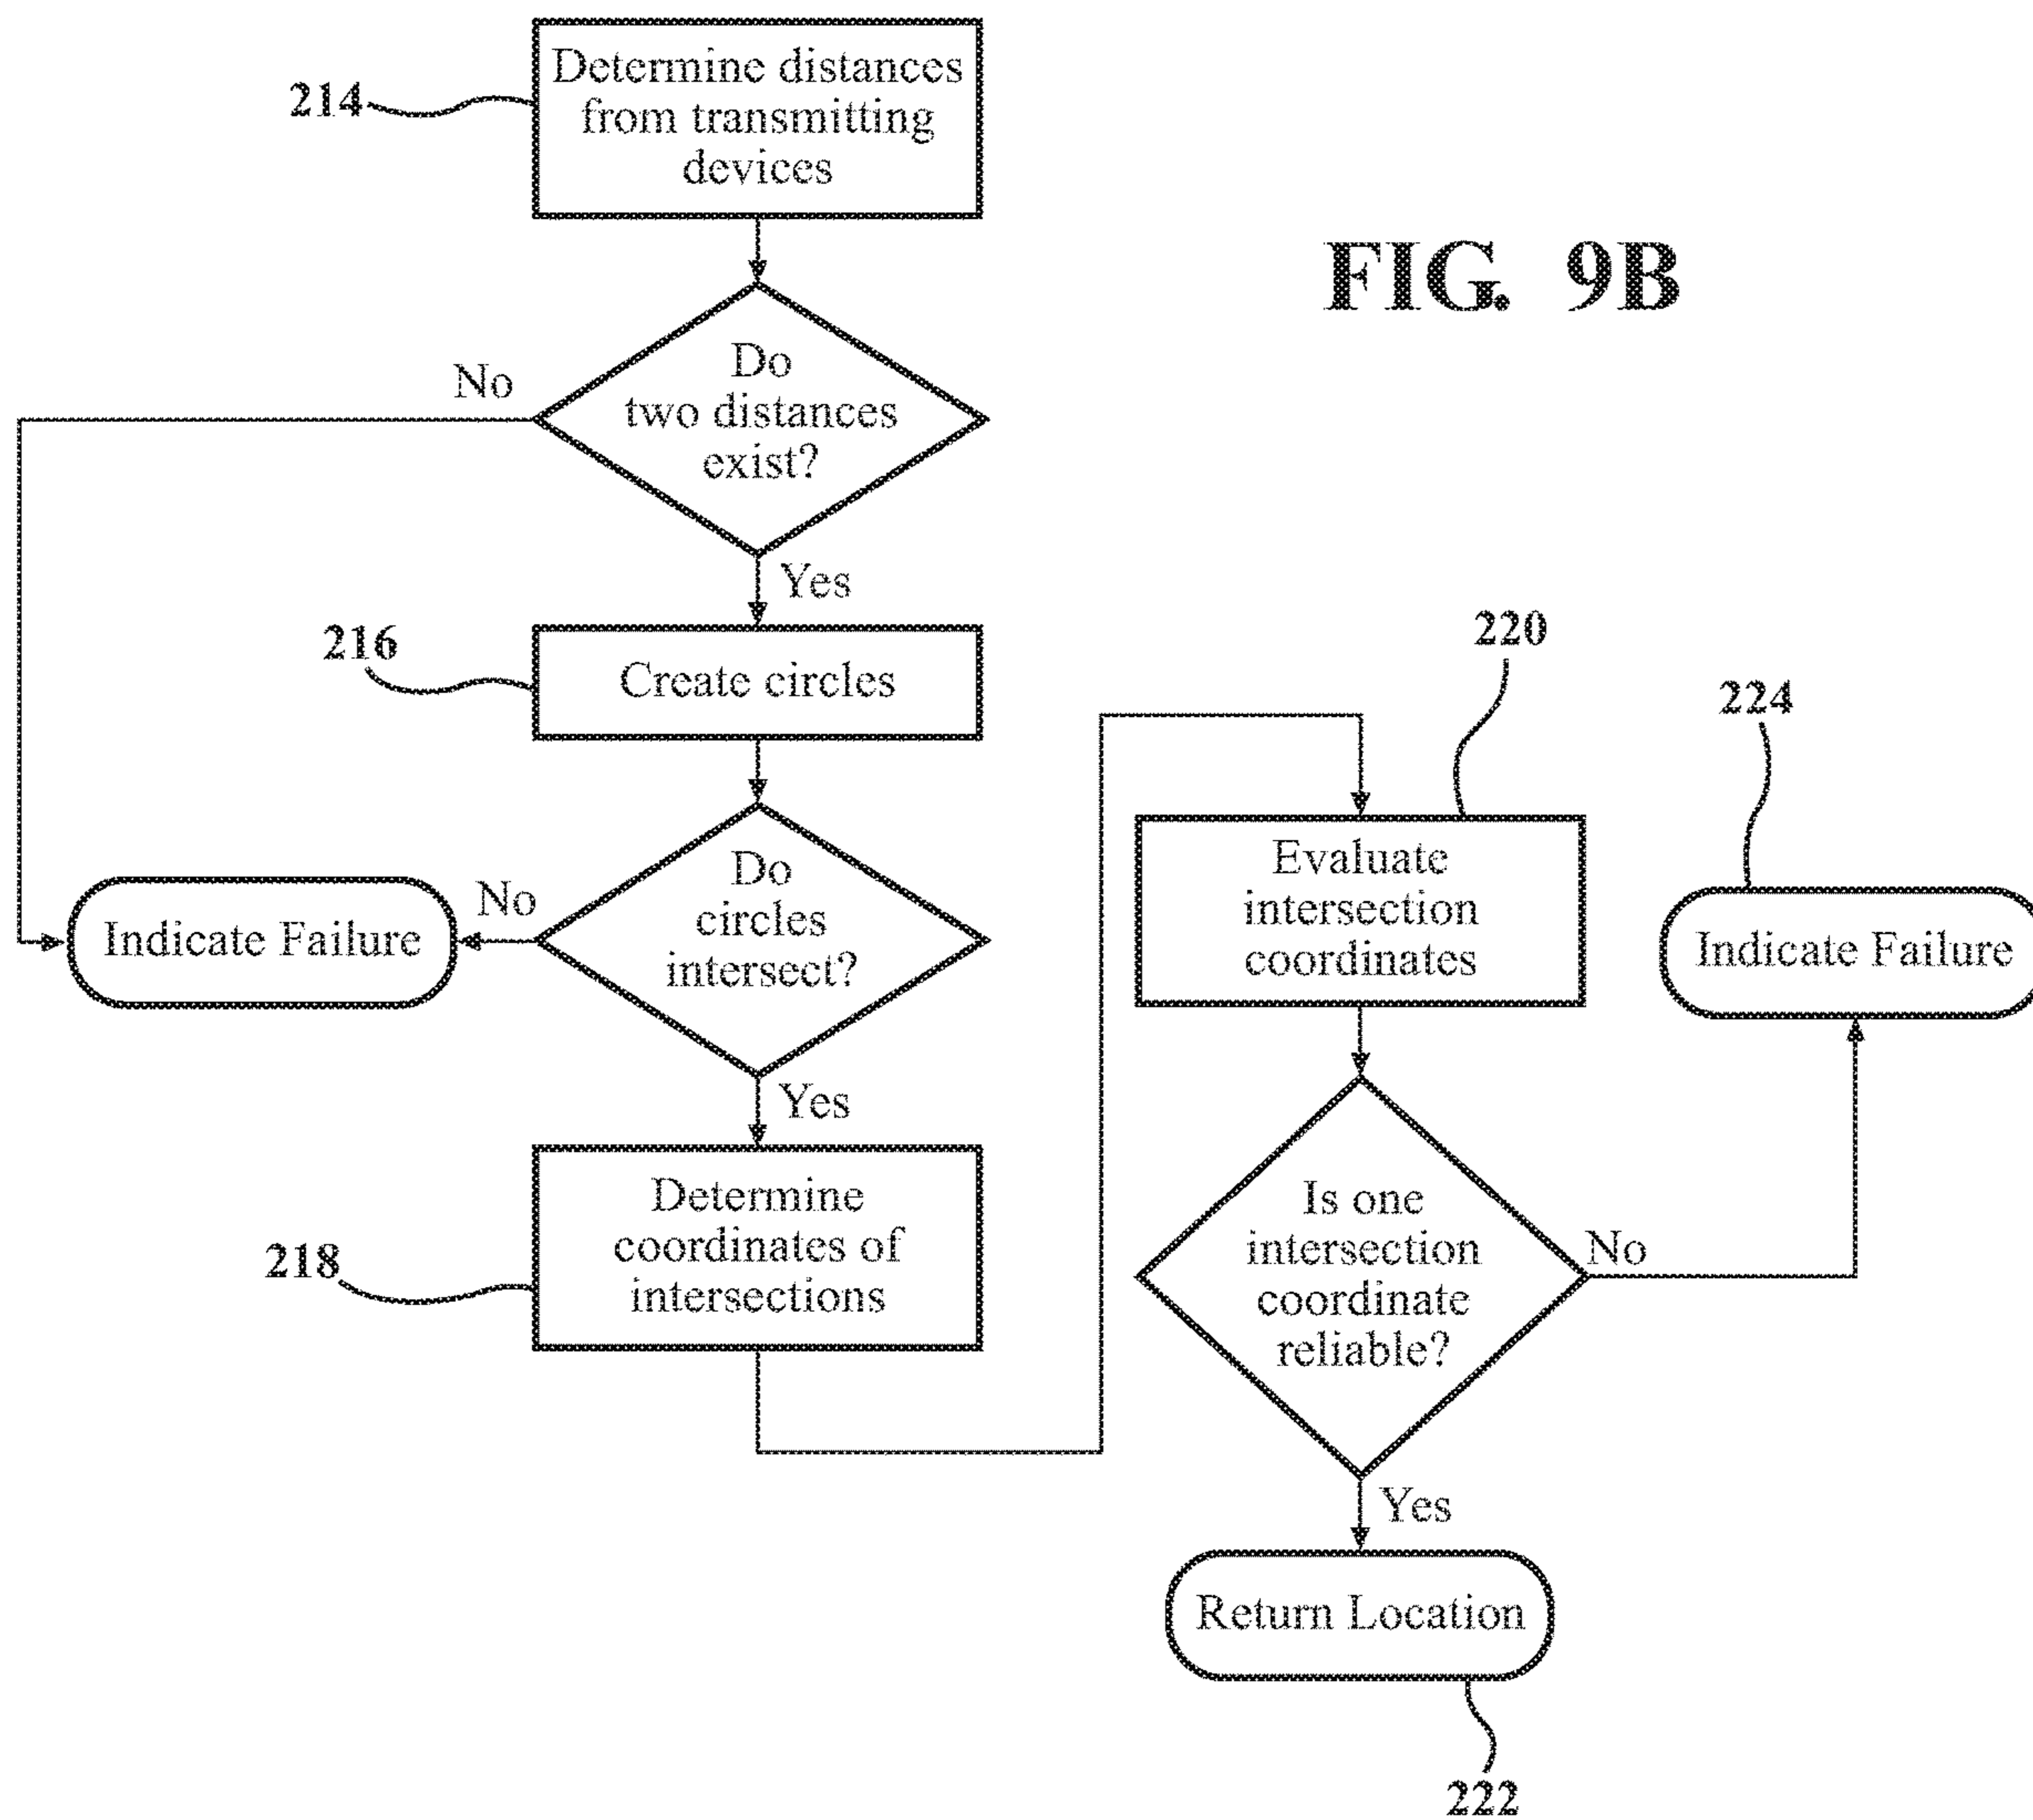 214
Determine distances
from transmitting
devices
FIG. 9B
No
Do
two distances
exist?
Yes
216
Create circles
220
224
Indicate Failure
No
Do
circles
intersect?
Evaluate
intersection
coordinates
Indicate Failure
Yes
218
Determine
coordinates of
intersections
Is one
intersection
coordinate
reliable?
No
Yes
Return Location
222